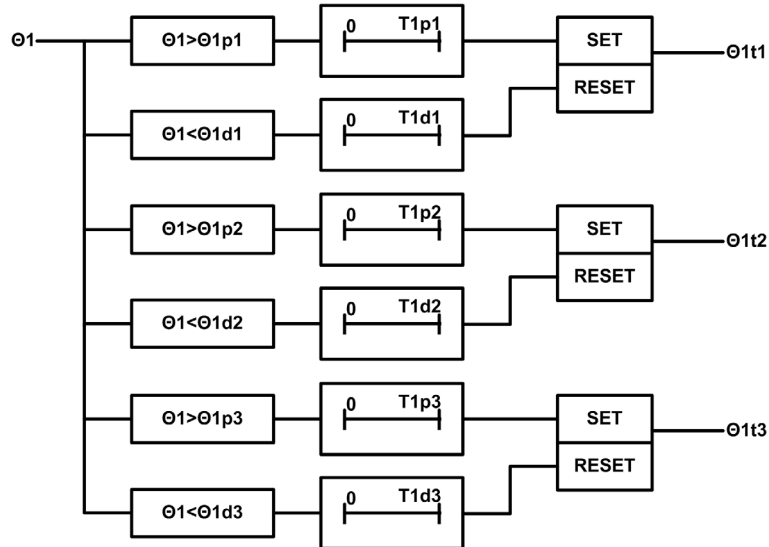 Θ1
Θ1>Θ1p1
0 T1p1
SET
Θ1t1
RESET
Θ1<Θ1d1
0 T1d1
Θ1>Θ1p2
0 T1p2
SET
Θ1t2
RESET
Θ1<Θ1d2
0 T1d2
Θ1>Θ1p3
0 T1p3
SET
Θ1t3
RESET
Θ1<Θ1d3
0 T1d3